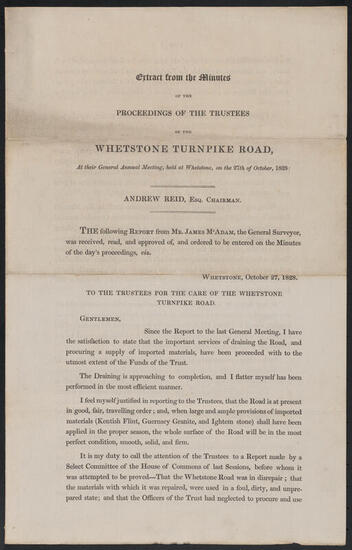 Extract from the Minutes
OF THE
PROCEEDINGS OF THE TRUSTEES
OF THE
WHETSTONE TURNPIKE ROAD,
At their General Annual Meeting, held at Whetstone, on the 27th of October, 1828:
ANDREW REID, ESQ. CHAIRMAN.
THE following REPORT from MR. JAMES M'ADAM, the General Surveyor,
was received, read, and approved of, and ordered to be entered on the Minutes
of the day's proceedings, viz.
WHETSTONE, October 27, 1828.
TO THE TRUSTEES FOR THE CARE OF THE WHETSTONE
TURNPIKE ROAD.
GENTLEMEN,
Since the Report to the last General Meeting, I have
the satisfaction to state that the important services of draining the Road, and
procuring a supply of imported materials, have been proceeded with to the
utmost extent of the Funds of the Trust.
The Draining is approaching to completion, and I flatter myself has been
performed in the most efficient manner.
I feel myself justified in reporting to the Trustees, that the Road is at present
in good, fair, travelling order; and, when large and ample provisions of imported
materials (Kentish Flint, Guernsey Granite, and Ightem stone) shall have been
applied in the proper season, the whole surface of the Road will be in the most
perfect condition, smooth, solid, and firm.
It is my duty to call the attention of the Trustees to a Report made by a
Select Committee of the House of Commons of last Sessions, before whom it
was attempted to be proved—That the Whetstone Road was in disrepair; that
the materials with which it was repaired, were used in a foul, dirty, and unpre-
pared state; and that the Officers of the Trust had neglected to procure and use